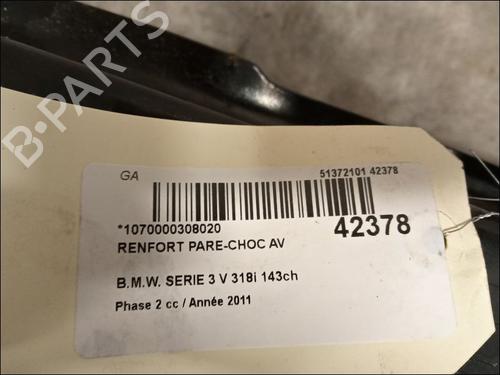 B-PARTS
GA
51372101 42378
*1070000308020
42378
RENFORT PARE-CHOC AV
B.M.W. SERIE 3 V 318i 143ch
Phase 2 cc / Année 2011